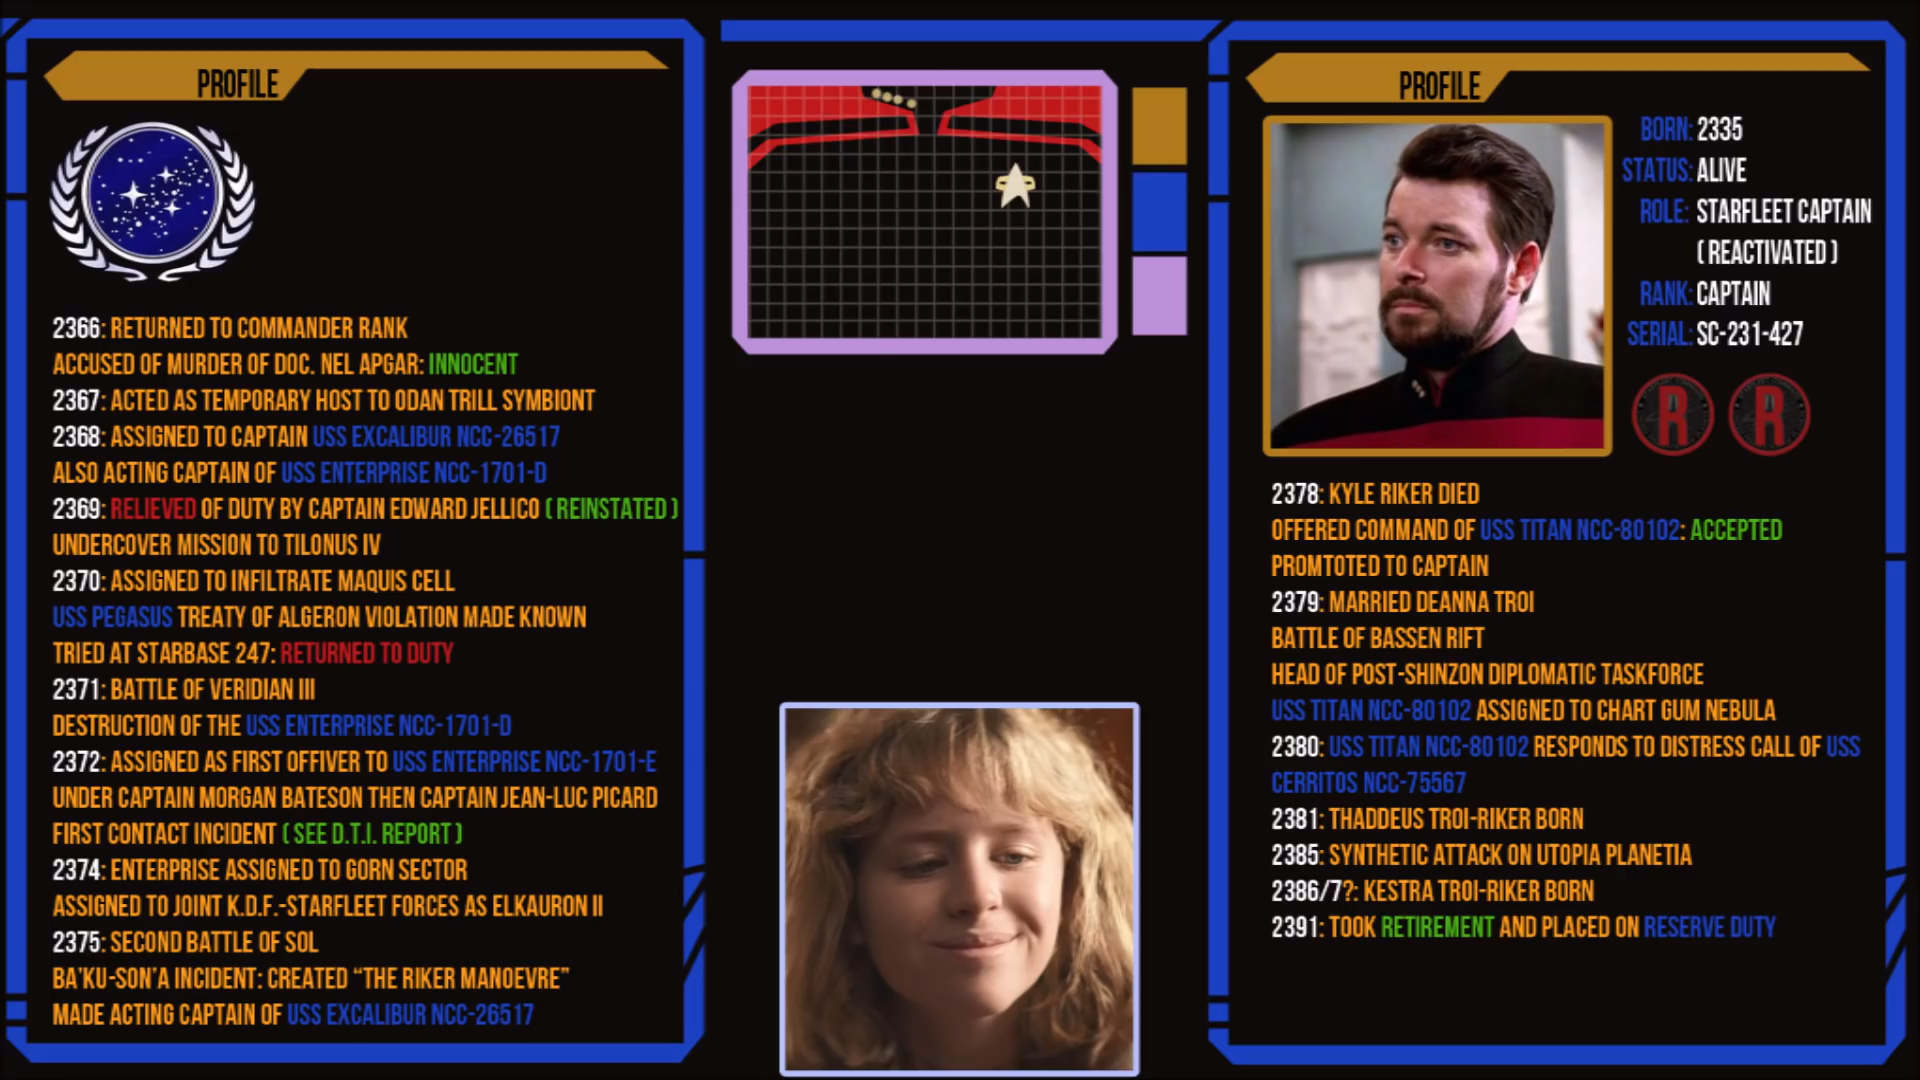 PROFILE
2366: RETURNED TO COMMANDER RANK
ACCUSED OF MURDER OF DOC. NEL APGAR: INNOCENT
2367: ACTED AS TEMPORARY HOST TO ODAN TRILL SYMBIONT
2368: ASSIGNED TO CAPTAIN USS EXCALIBUR NCC-26517
ALSO ACTING CAPTAIN OF USS ENTERPRISE NCC-1701-D
2369: RELIEVED OF DUTY BY CAPTAIN EDWARD JELLICO ( REINSTATED )
UNDERCOVER MISSION TO TILONUS IV
2370: ASSIGNED TO INFILTRATE MAQUIS CELL
USS PEGASUS TREATY OF ALGERON VIOLATION MADE KNOWN
TRIED AT STARBASE 247: RETURNED TO DUTY
2371: BATTLE OF VERIDIAN III
DESTRUCTION OF THE USS ENTERPRISE NCC-1701-D
2372: ASSIGNED AS FIRST OFFIVER TO USS ENTERPRISE NCC-1701-E
UNDER CAPTAIN MORGAN BATESON THEN CAPTAIN JEAN-LUC PICARD
FIRST CONTACT INCIDENT ( SEE D.T.I. REPORT )
2374: ENTERPRISE ASSIGNED TO GORN SECTOR
ASSIGNED TO JOINT K.D.F.-STARFLEET FORCES AS ELKAURON II
2375: SECOND BATTLE OF SOL
BA'KU-SON'A INCIDENT: CREATED “THE RIKER MANOEVRE”
MADE ACTING CAPTAIN OF USS EXCALIBUR NCC-26517
PROFILE
BORN: 2335
STATUS: ALIVE
ROLE: STARFLEET CAPTAIN
( REACTIVATED )
RANK: CAPTAIN
SERIAL: SC-231-427
R R
2378: KYLE RIKER DIED
OFFERED COMMAND OF USS TITAN NCC-80102: ACCEPTED
PROMTOTED TO CAPTAIN
2379: MARRIED DEANNA TROI
BATTLE OF BASSEN RIFT
HEAD OF POST-SHINZON DIPLOMATIC TASKFORCE
USS TITAN NCC-80102 ASSIGNED TO CHART GUM NEBULA
2380: USS TITAN NCC-80102 RESPONDS TO DISTRESS CALL OF USS
CERRITOS NCC-75567
2381: THADDEUS TROI-RIKER BORN
2385: SYNTHETIC ATTACK ON UTOPIA PLANETIA
2386/7?: KESTRA TROI-RIKER BORN
2391: TOOK RETIREMENT AND PLACED ON RESERVE DUTY